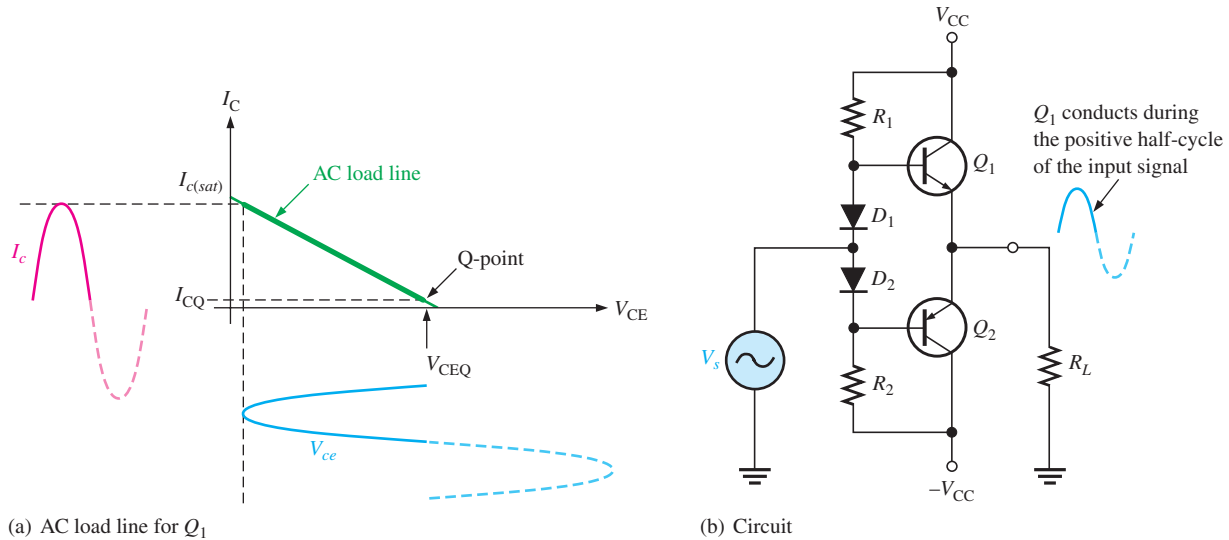 I_C
I_c(sat)
AC load line
I_c
Q-point
I_CQ
V_CE
V_CEQ
V_ce
(a) AC load line for Q_1
V_CC
R_1
Q_1
D_1
D_2
Q_2
V_s
R_2
R_L
–V_CC
Q_1 conducts during
the positive half-cycle
of the input signal
(b) Circuit